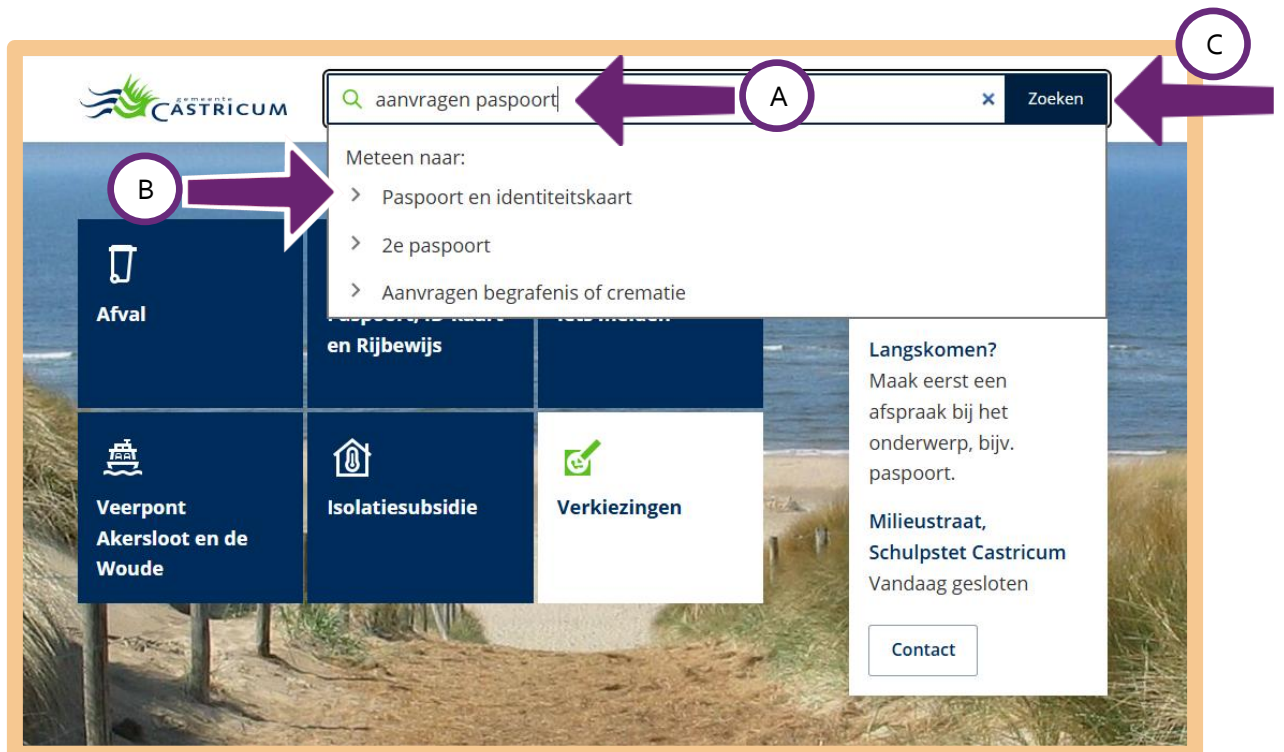 C
gemeente
CASTRICUM
aanvragen paspoort
A
Zoeken
B
Meteen naar:
Paspoort en identiteitskaart
2e paspoort
Aanvragen begrafenis of crematie
Afval
en Rijbewijs
Langskomen?
Maak eerst een
afspraak bij het
onderwerp, bijv.
paspoort.
Veerpont
Akersloot en de
Woude
Isolatiesubsidie
Verkiezingen
Milieustraat,
Schulpstet Castricum
Vandaag gesloten
Contact